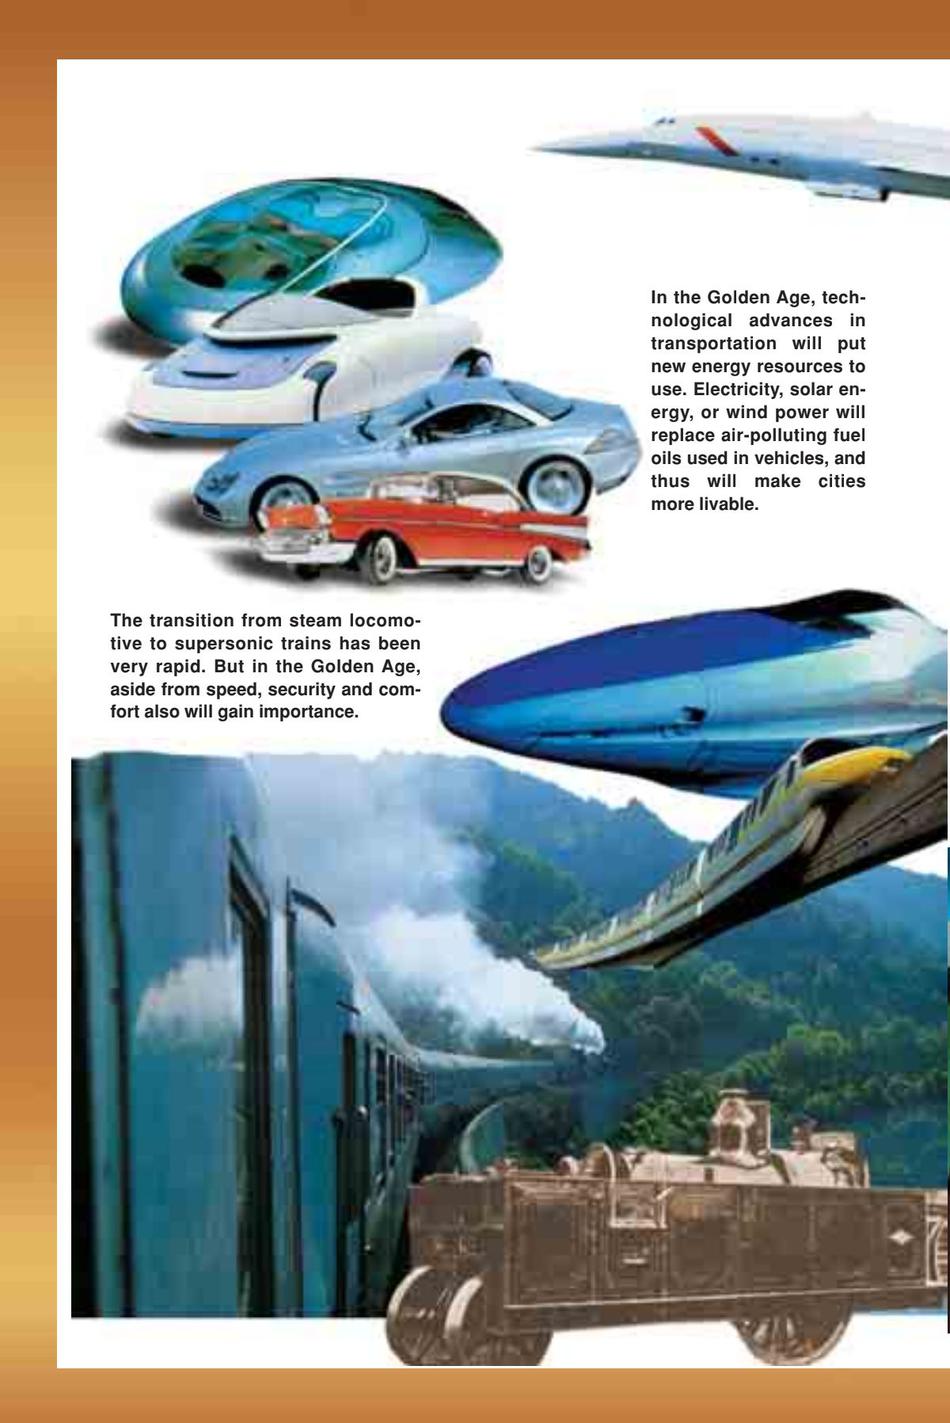 In the Golden Age, tech-
nological advances in
transportation will put
new energy resources to
use. Electricity, solar en-
ergy, or wind power will
replace air-polluting fuel
oils used in vehicles, and
thus will make cities
more livable.
The transition from steam locomo-
tive to supersonic trains has been
very rapid. But in the Golden Age,
aside from speed, security and com-
fort also will gain importance.